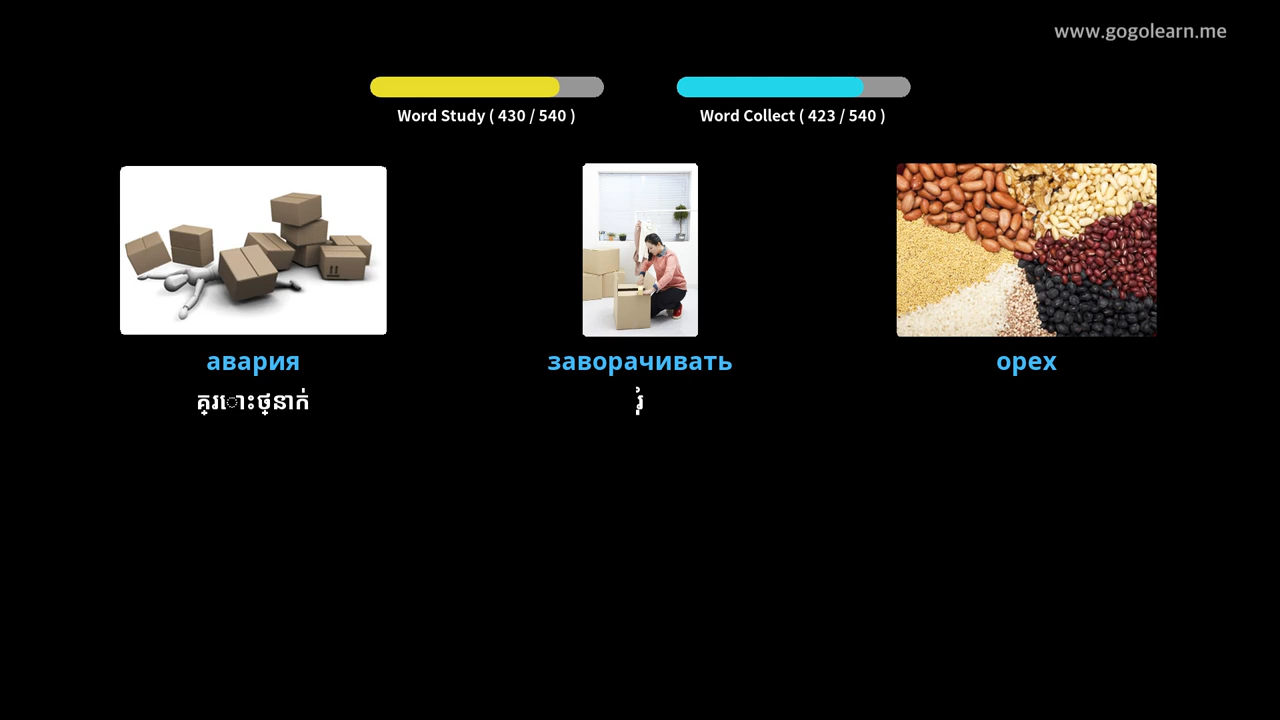 www.gogolearn.me
Word Study ( 430 / 540 )
Word Collect ( 423 / 540 )
авария
заворачивать
орех
គ្រោះថ្នាក់
រុំ